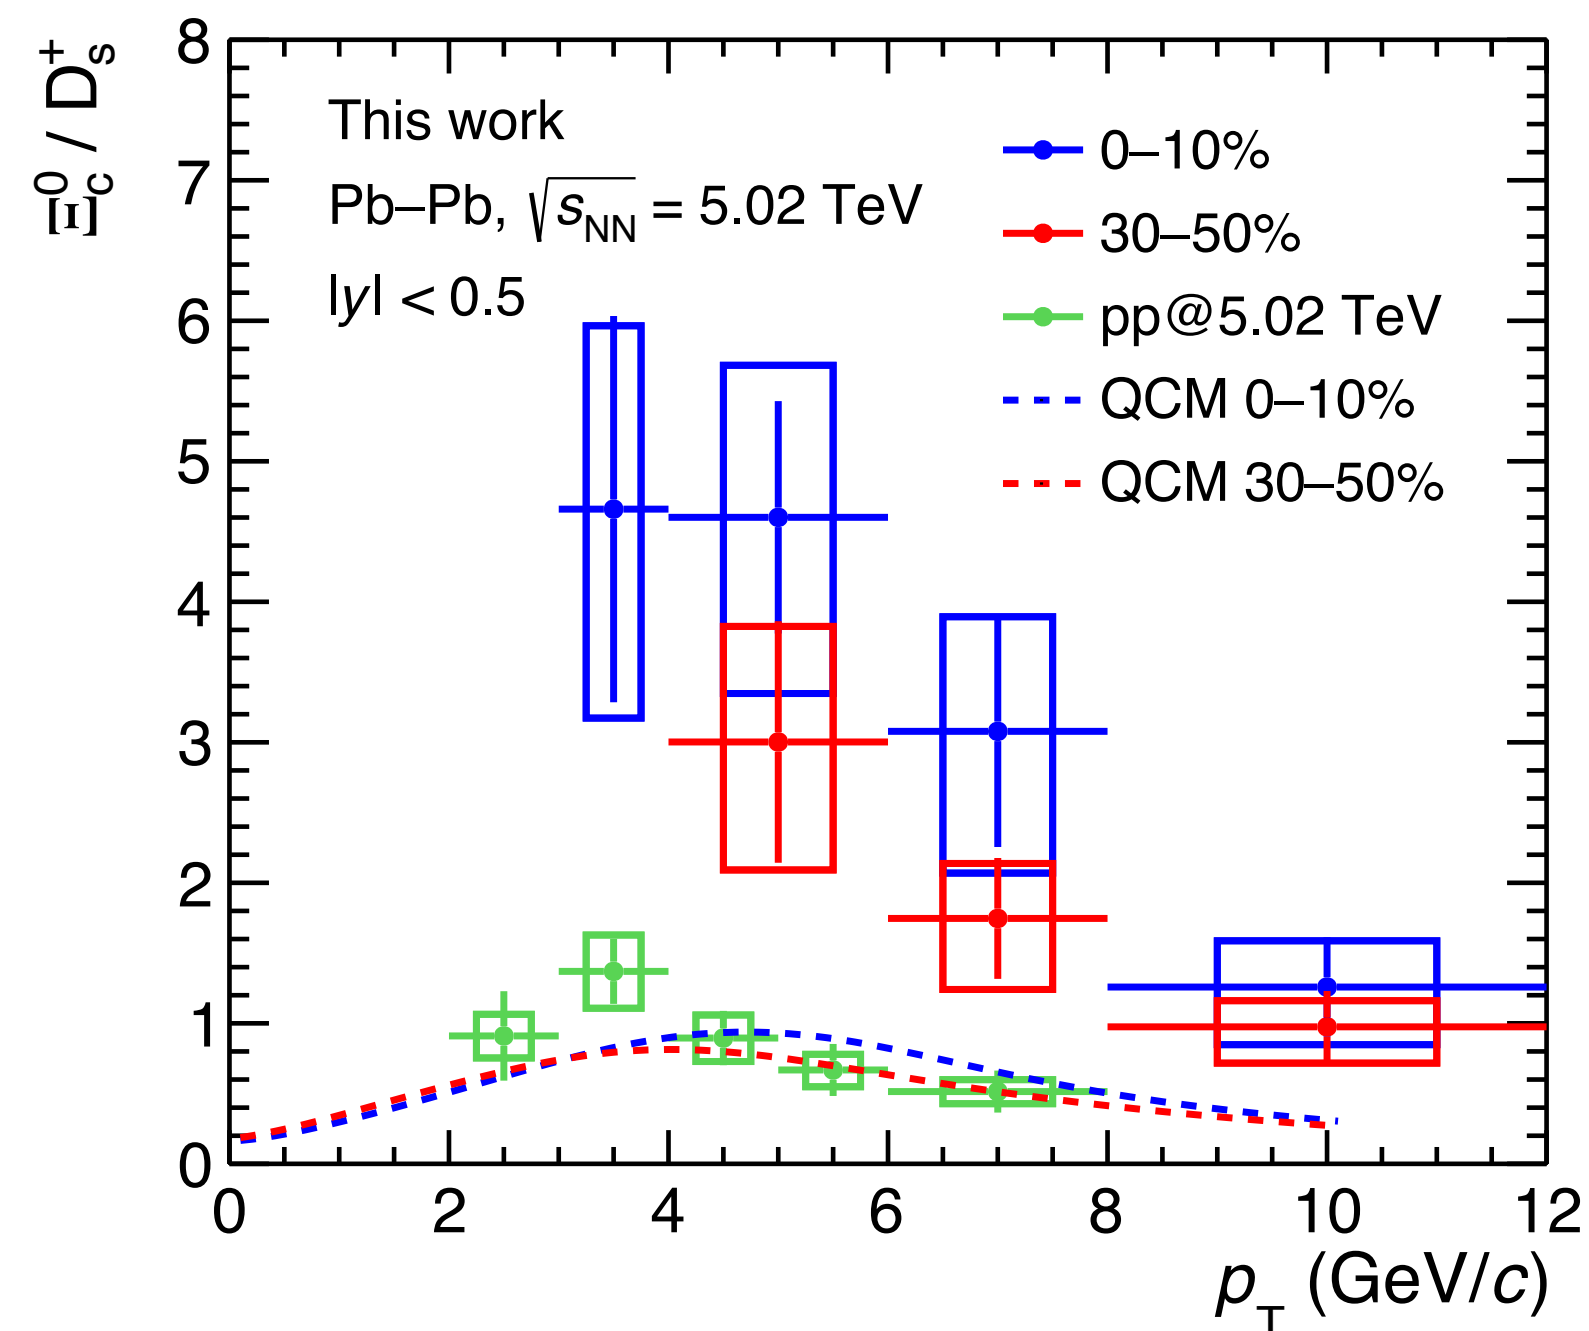 Ξ⁰c / D⁺s
8
7
6
5
4
3
2
1
0
This work
Pb–Pb, √sNN = 5.02 TeV
|y| < 0.5
0–10%
30–50%
pp@5.02 TeV
QCM 0–10%
QCM 30–50%
0 2 4 6 8 10 12
pT (GeV/c)